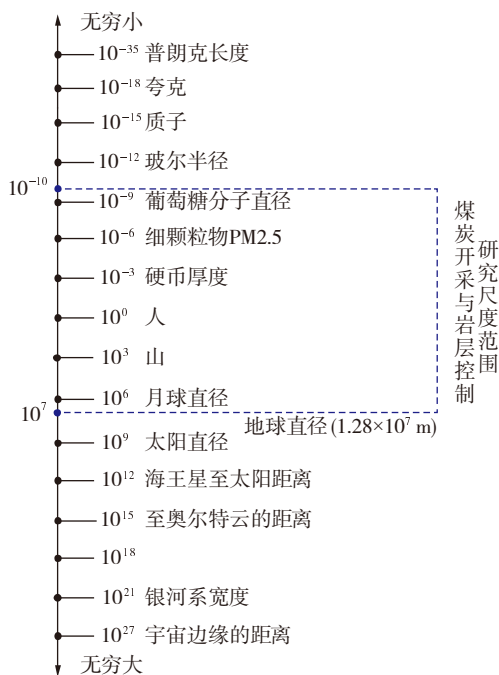 无穷小
10⁻³⁵ 普朗克长度
10⁻¹⁸ 夸克
10⁻¹⁵ 质子
10⁻¹² 玻尔半径
10⁻¹⁰
10⁻⁹ 葡萄糖分子直径
10⁻⁶ 细颗粒物PM2.5
10⁻³ 硬币厚度
10⁰ 人
10³ 山
10⁶ 月球直径
10⁷
地球直径(1.28×10⁷ m)
10⁹ 太阳直径
10¹² 海王星至太阳距离
10¹⁵ 至奥尔特云的距离
10¹⁸
10²¹ 银河系宽度
10²⁷ 宇宙边缘的距离
无穷大
煤炭开采与岩层控制
研究尺度范围